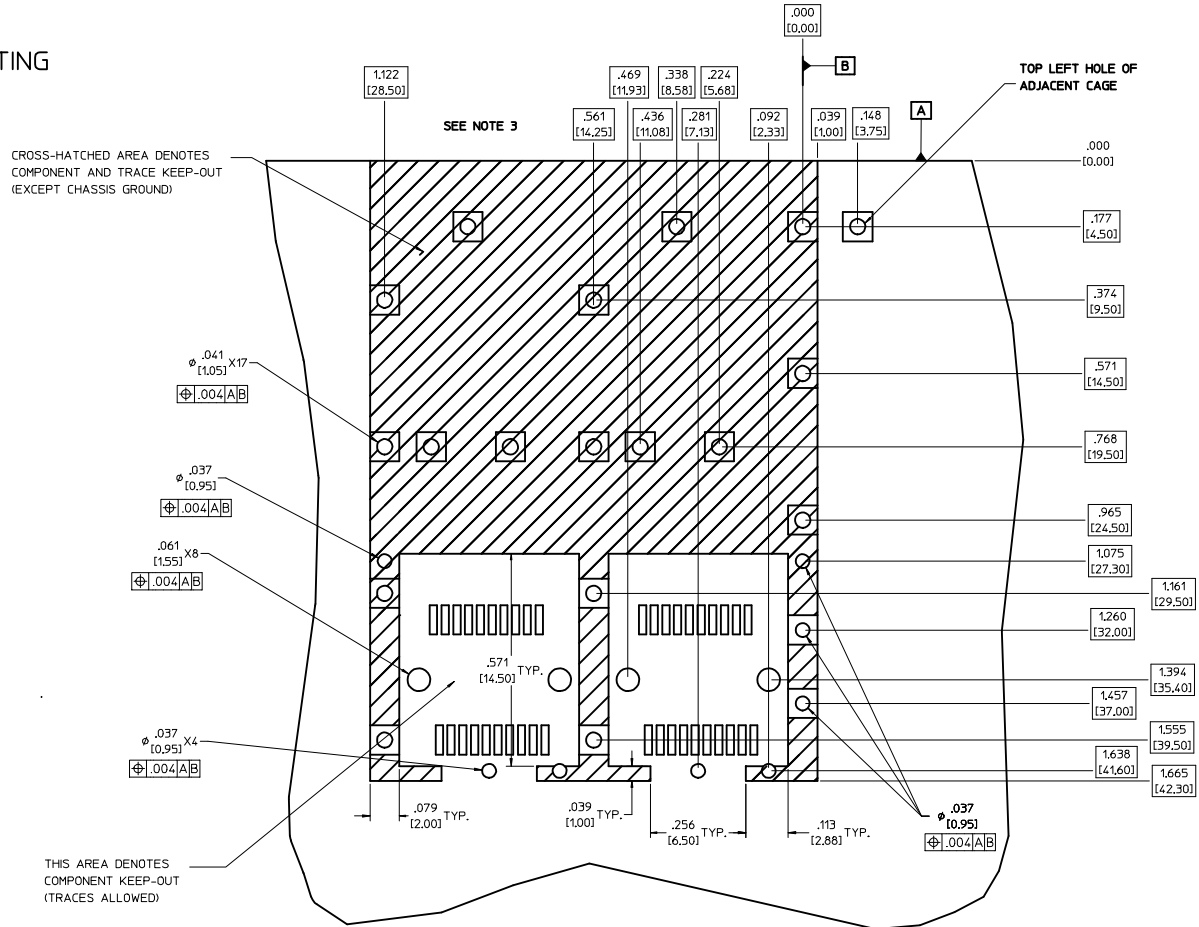 TING
.000
[0.00]
B
TOP LEFT HOLE OF
ADJACENT CAGE
1.122
[28.50]
.469
[11.93]
.338
[8.58]
.224
[5.68]
SEE NOTE 3
.561
[14.25]
.436
[11.08]
.281
[7.13]
.092
[2.33]
.039
[1.00]
.148
[3.75]
A
.000
[0.00]
CROSS-HATCHED AREA DENOTES
COMPONENT AND TRACE KEEP-OUT
(EXCEPT CHASSIS GROUND)
.177
[4.50]
.374
[9.50]
⌀ .041 X17
[1.05]
⌖ .004 A B
.571
[14.50]
.768
[19.50]
⌀ .037
[0.95]
⌖ .004 A B
.965
[24.50]
.061
[1.55] X8
⌖ .004 A B
1.075
[27.30]
1.161
[29.50]
1.260
[32.00]
.571
[14.50] TYP.
1.394
[35.40]
1.457
[37.00]
⌀ .037 X4
[0.95]
⌖ .004 A B
1.555
[39.50]
1.638
[41.60]
1.665
[42.30]
.079
[2.00] TYP.
.039
[1.00] TYP.
.256
[6.50] TYP.
.113
[2.88] TYP.
⌀ .037
[0.95]
⌖ .004 A B
THIS AREA DENOTES
COMPONENT KEEP-OUT
(TRACES ALLOWED)